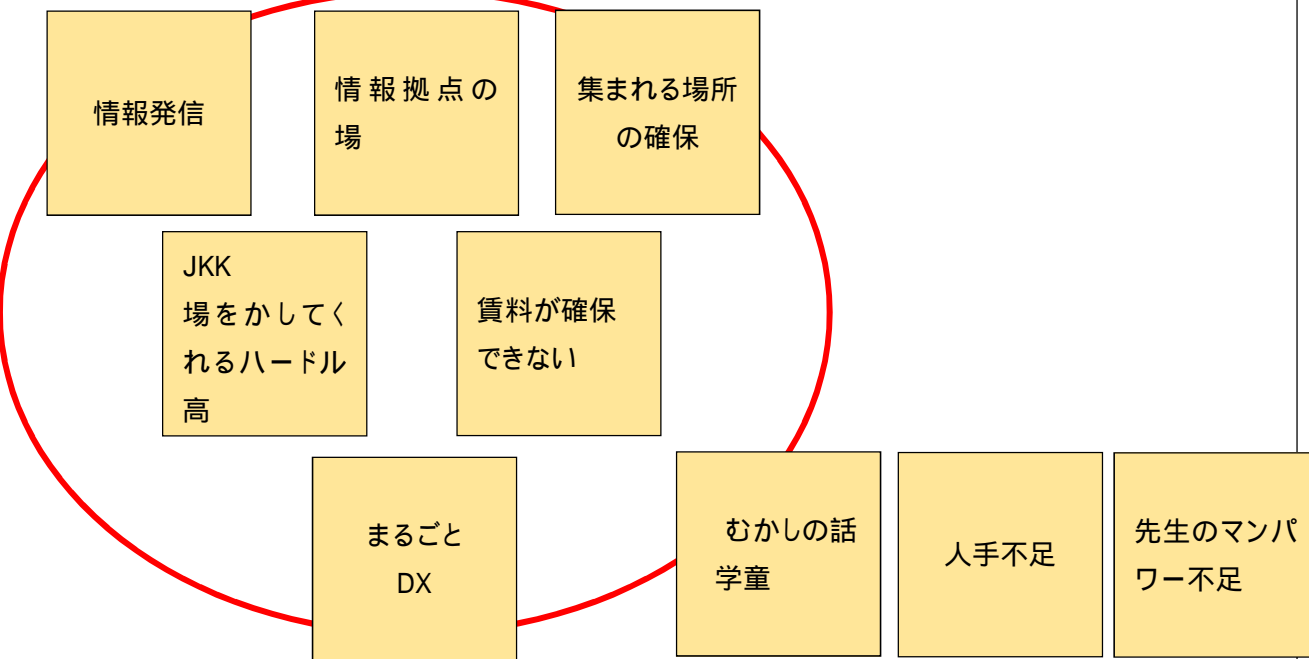 情報発信
情報拠点の
場
集まれる場所
の確保
JKK
場をかしてく
れるハードル
高
賃料が確保
できない
まるごと
DX
むかしの話
学童
人手不足
先生のマンパ
ワー不足